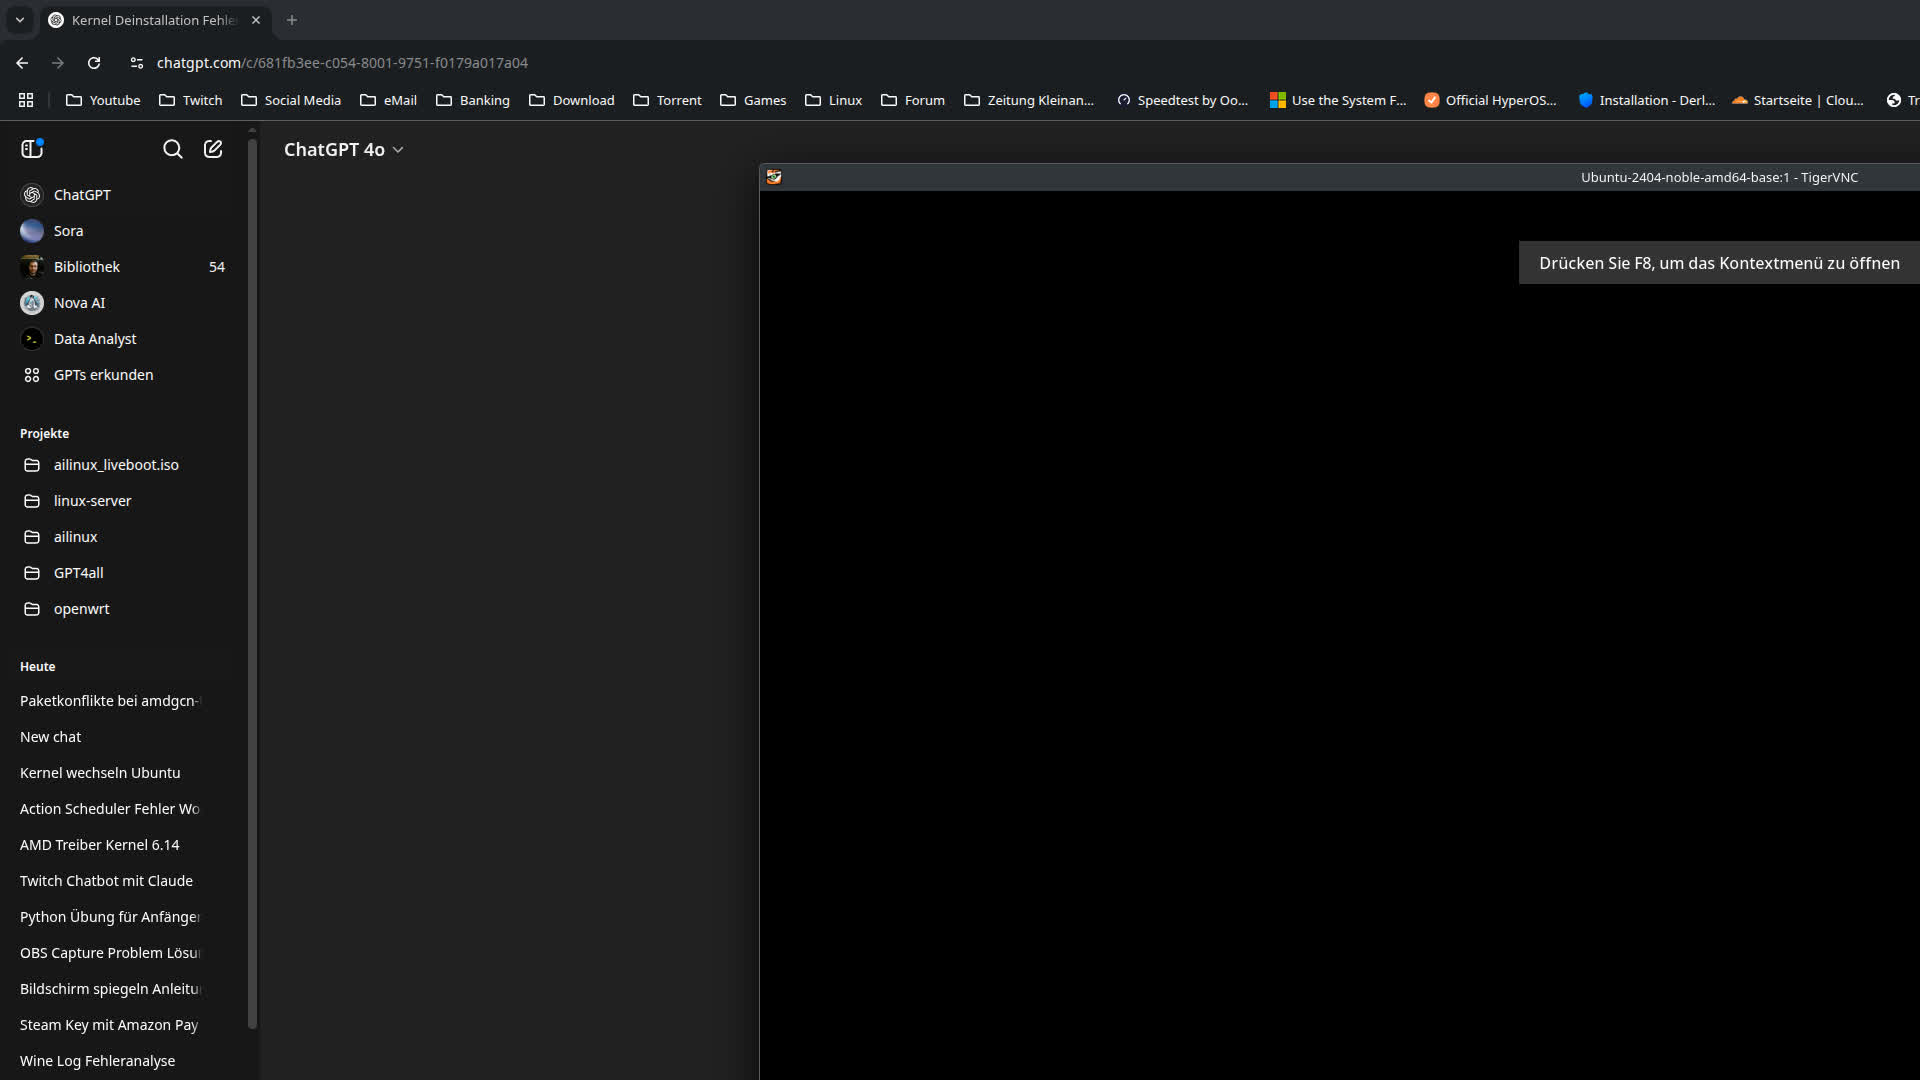 Kernel Deinstallation Fehle
chatgpt.com/c/681fb3ee-c054-8001-9751-f0179a017a04
Youtube Twitch Social Media eMail Banking Download Torrent Games Linux Forum Zeitung Kleinan... Speedtest by Oo... Use the System F... Official HyperOS... Installation - Derl... Startseite | Clou... Tr
ChatGPT 4o
Ubuntu-2404-noble-amd64-base:1 - TigerVNC
Drücken Sie F8, um das Kontextmenü zu öffnen
ChatGPT
Sora
Bibliothek 54
Nova AI
Data Analyst
GPTs erkunden
Projekte
ailinux_liveboot.iso
linux-server
ailinux
GPT4all
openwrt
Heute
Paketkonflikte bei amdgcn-
New chat
Kernel wechseln Ubuntu
Action Scheduler Fehler Wo
AMD Treiber Kernel 6.14
Twitch Chatbot mit Claude
Python Übung für Anfänger
OBS Capture Problem Lösu
Bildschirm spiegeln Anleitu
Steam Key mit Amazon Pay
Wine Log Fehleranalyse